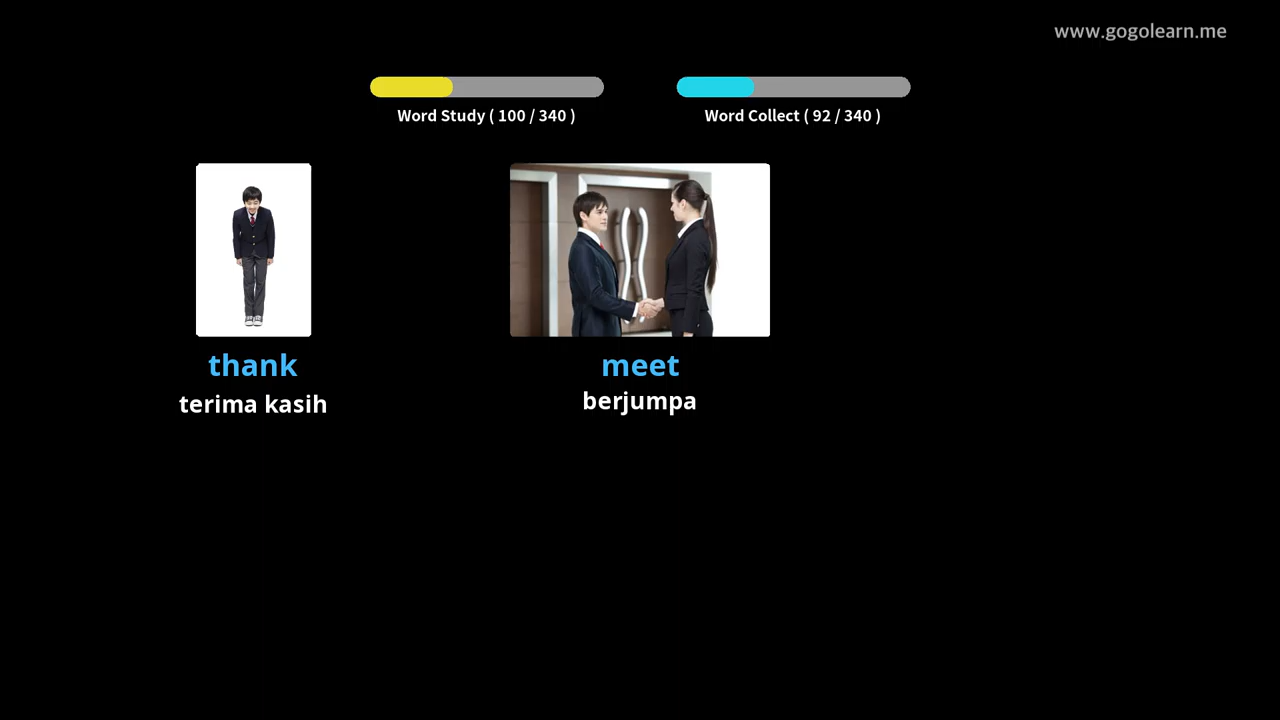 www.gogolearn.me
Word Study ( 100 / 340 )
Word Collect ( 92 / 340 )
thank
terima kasih
meet
berjumpa